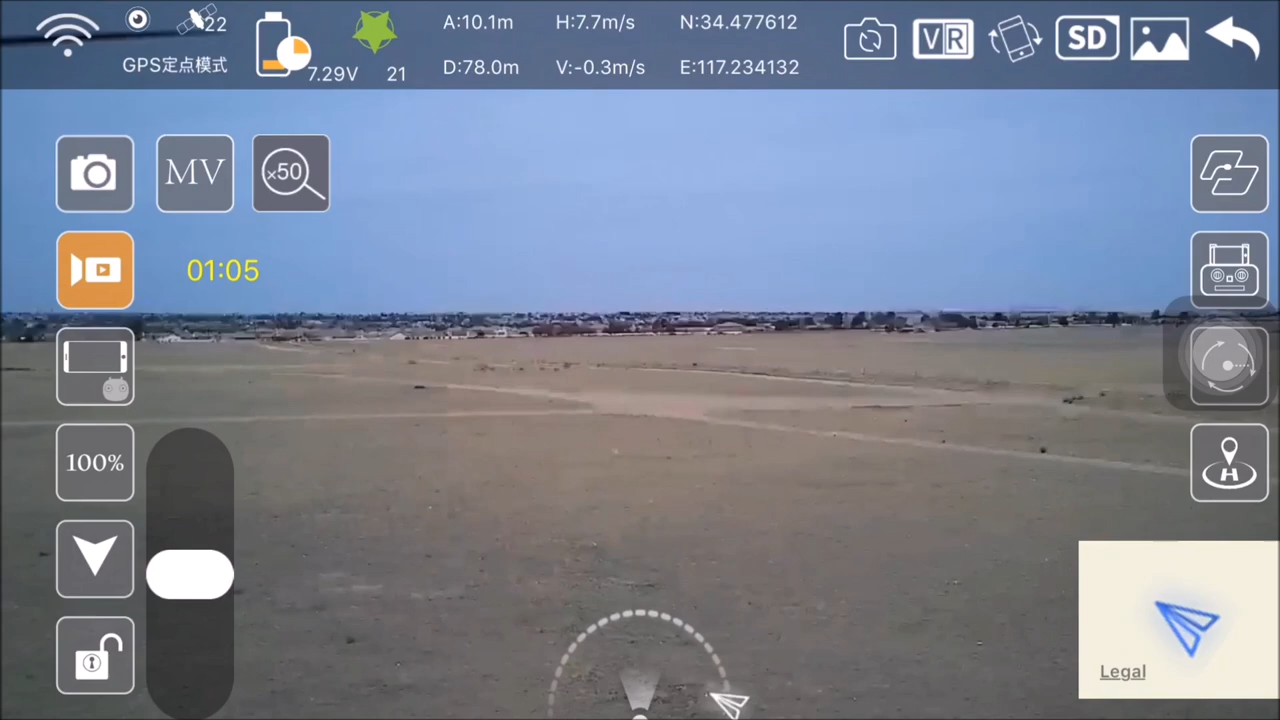 22
GPS定点模式
7.29V
21
A:10.1m
H:7.7m/s
N:34.477612
D:78.0m
V:-0.3m/s
E:117.234132
VR
SD
MV
×50
01:05
100%
H
Legal